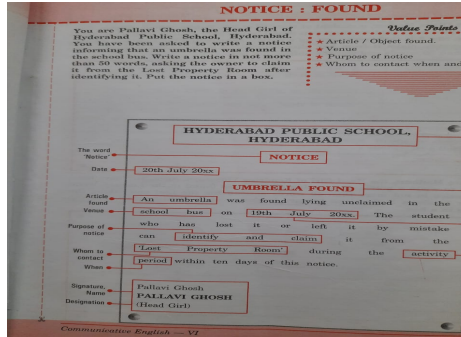 NOTICE : FOUND
You are Pallavi Ghosh, the Head Girl of
Hyderabad Public School, Hyderabad.
You have been asked to write a notice
informing that an umbrella was found in
the school bus. Write a notice in not more
than 50 words, asking the owner to claim
it from the Lost Property Room after
identifying it. Put the notice in a box.
Value Points
★ Article / Object found.
★ Venue
★ Purpose of notice
★ Whom to contact when and
HYDERABAD PUBLIC SCHOOL,
HYDERABAD
The word
'Notice'
NOTICE
Date
20th July 20xx
UMBRELLA FOUND
Article
found
An umbrella was found lying unclaimed in the
Venue
school bus on 19th July 20xx. The student
Purpose of
notice
who has lost it or left it by mistake
can identify and claim it from the
Whom to
contact
'Lost Property Room' during the activity
When
period within ten days of this notice.
Signature,
Name
Pallavi Ghosh
PALLAVI GHOSH
Designation
(Head Girl)
Communicative English — VI